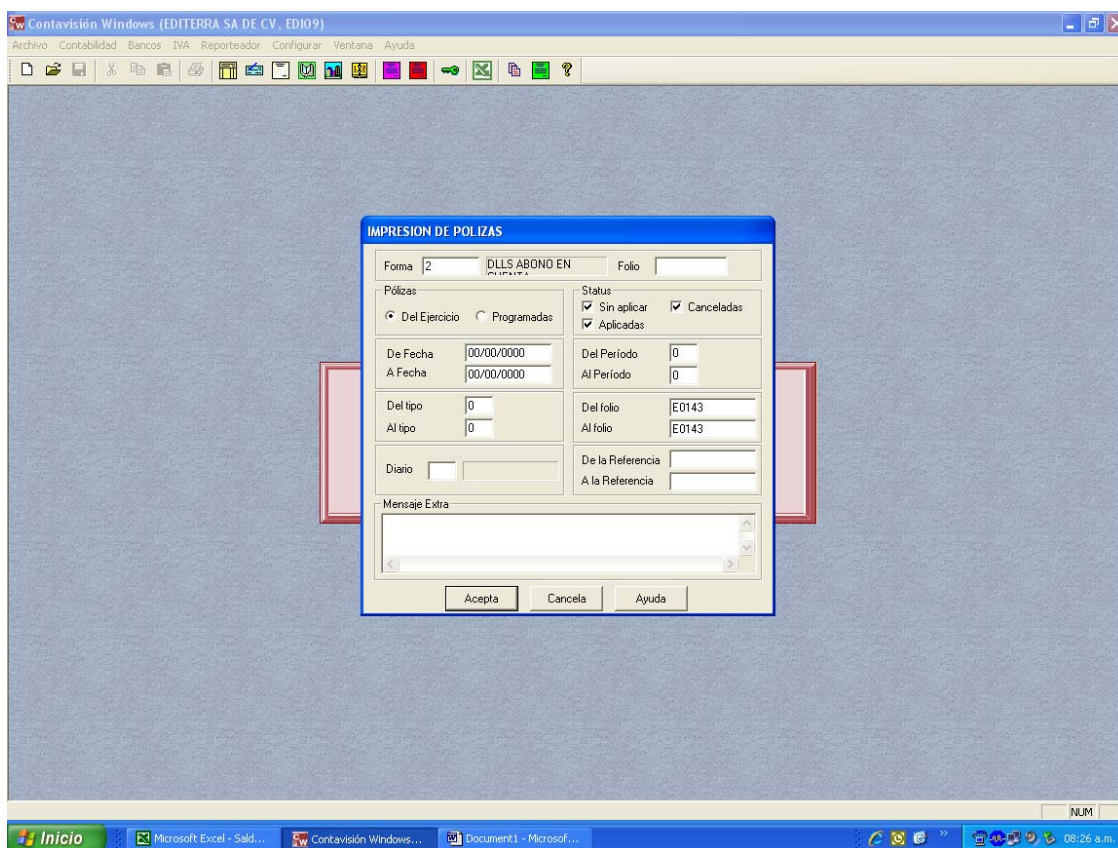 Contavisión Windows (EDITERRA SA DE CV, EDIO9)
Archivo Contabilidad Bancos IVA Reporteador Configurar Ventana Ayuda
IMPRESION DE POLIZAS
Forma 2 DLLS ABONO EN CUENTA Folio
Pólizas
Del Ejercicio Programadas
Status
Sin aplicar Canceladas
Aplicadas
De Fecha 00/00/0000
A Fecha 00/00/0000
Del Período 0
Al Período 0
Del tipo 0
Al tipo 0
Del folio E0143
Al folio E0143
Diario
De la Referencia
A la Referencia
Mensaje Extra
Acepta Cancela Ayuda
NUM
Inicio Microsoft Excel - Sald... Contavisión Windows... Document1 - Microsof... 08:26 a.m.